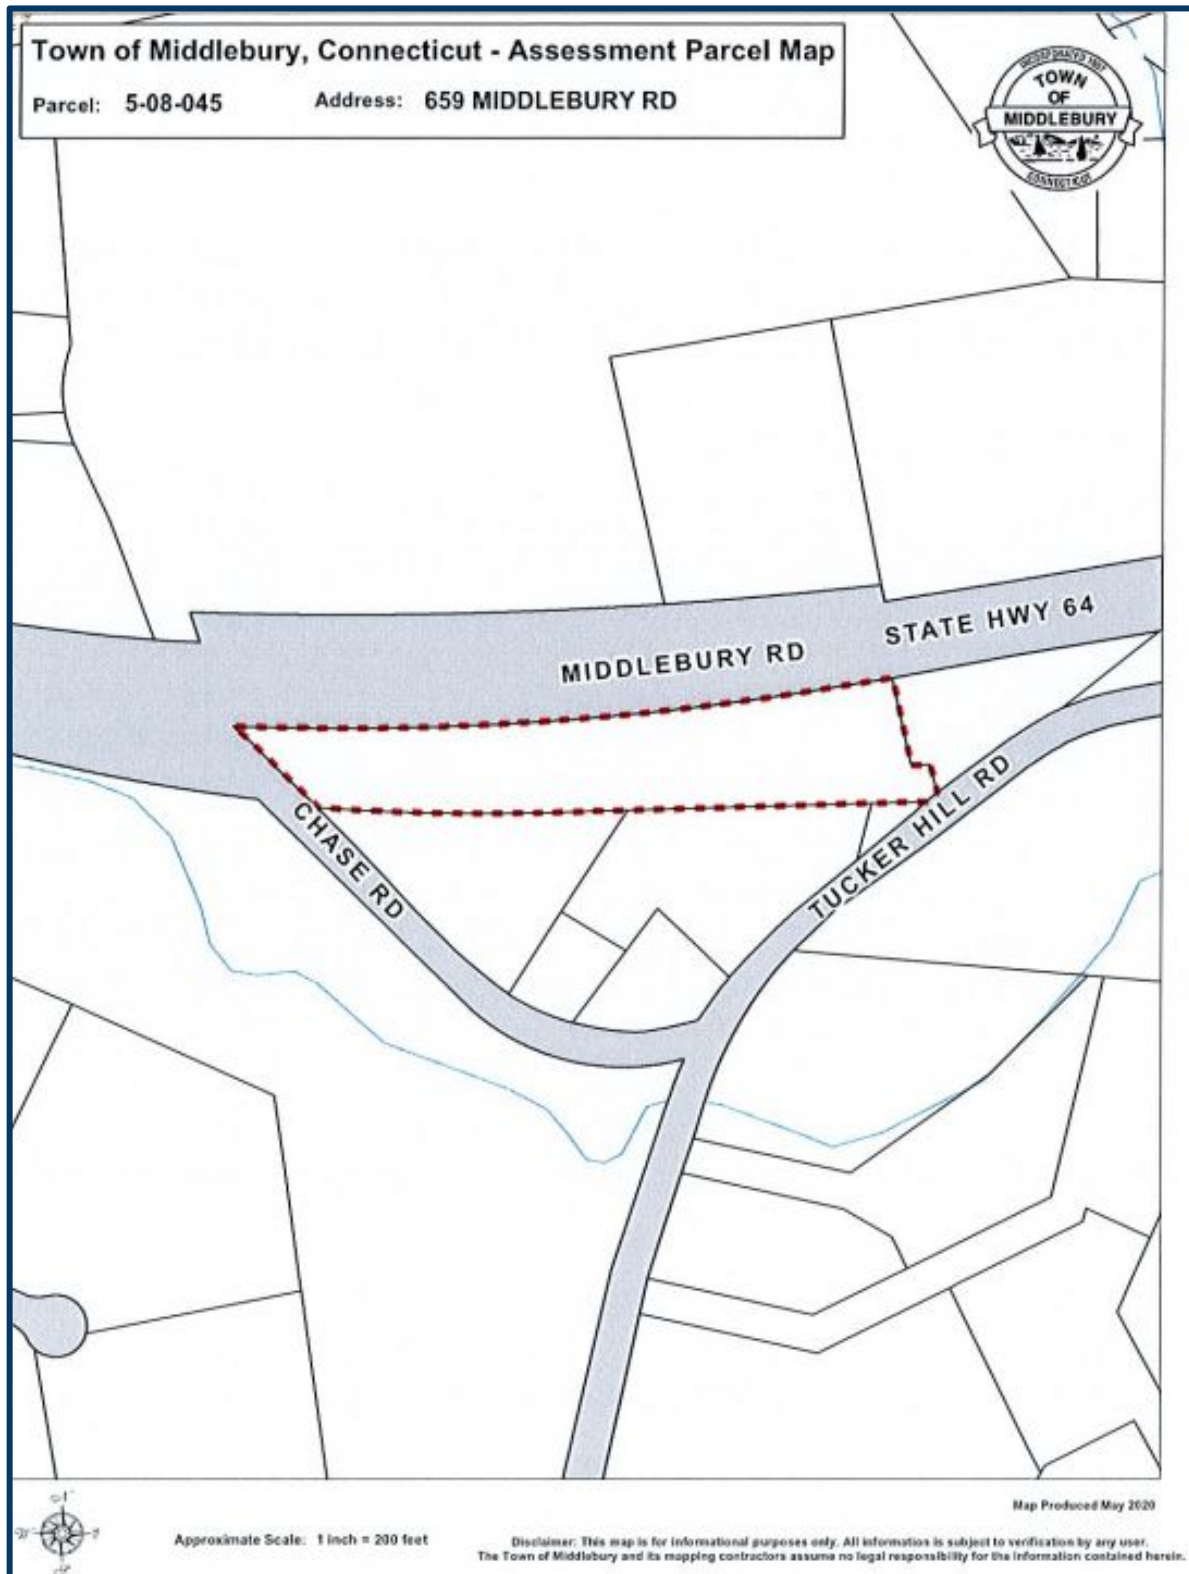 Town of Middlebury, Connecticut - Assessment Parcel Map
Parcel: 5-08-045 Address: 659 MIDDLEBURY RD
INCORPORATED 1807
TOWN
OF
MIDDLEBURY
CONNECTICUT
STATE HWY 64
MIDDLEBURY RD
CHASE RD
TUCKER HILL RD
Map Produced May 2020
Approximate Scale: 1 inch = 200 feet
Disclaimer: This map is for informational purposes only. All information is subject to verification by any user.
The Town of Middlebury and its mapping contractors assume no legal responsibility for the information contained herein.